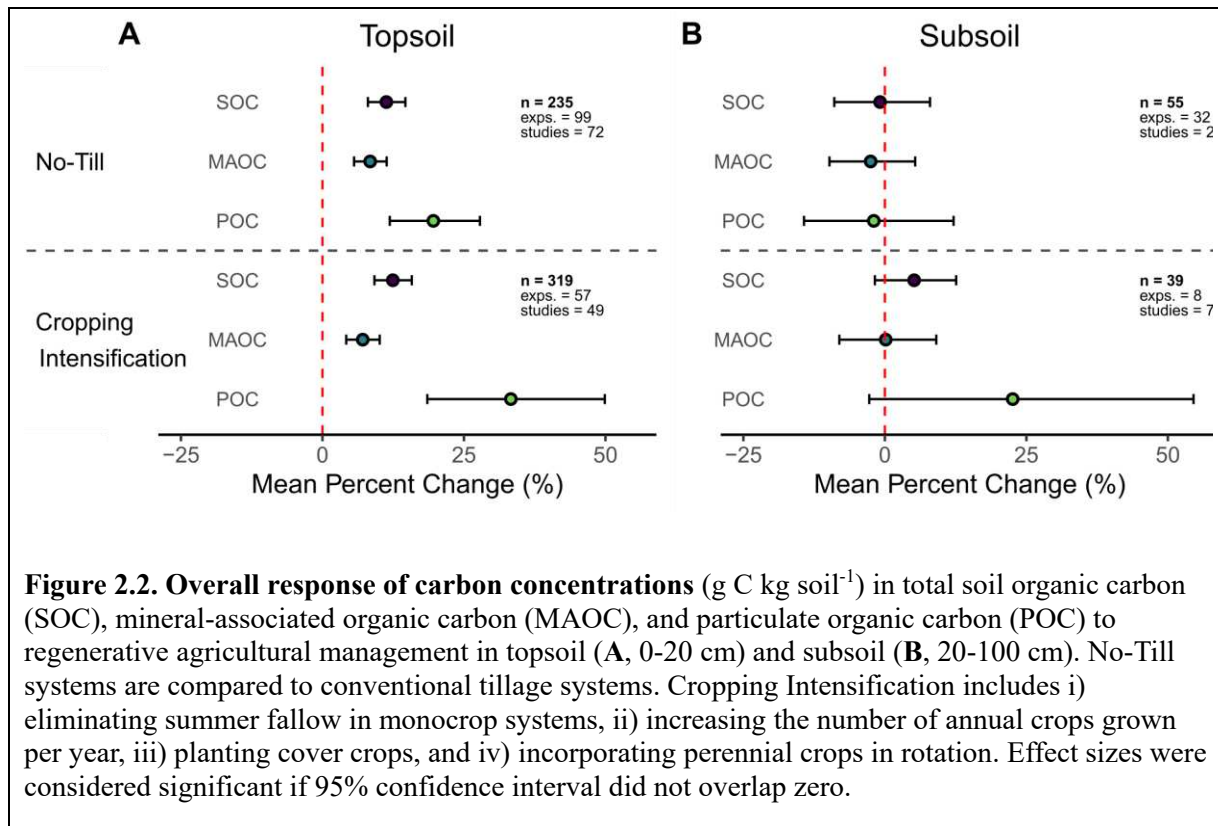 A Topsoil
B Subsoil
No-Till
SOC
MAOC
POC
n = 235
exps. = 99
studies = 72
SOC
MAOC
POC
n = 55
exps. = 32
studies = 2
Cropping
Intensification
SOC
MAOC
POC
n = 319
exps. = 57
studies = 49
SOC
MAOC
POC
n = 39
exps. = 8
studies = 7
−25 0 25 50
Mean Percent Change (%)
−25 0 25 50
Mean Percent Change (%)
Figure 2.2. Overall response of carbon concentrations (g C kg soil⁻¹) in total soil organic carbon
(SOC), mineral-associated organic carbon (MAOC), and particulate organic carbon (POC) to
regenerative agricultural management in topsoil (A, 0-20 cm) and subsoil (B, 20-100 cm). No-Till
systems are compared to conventional tillage systems. Cropping Intensification includes i)
eliminating summer fallow in monocrop systems, ii) increasing the number of annual crops grown
per year, iii) planting cover crops, and iv) incorporating perennial crops in rotation. Effect sizes were
considered significant if 95% confidence interval did not overlap zero.